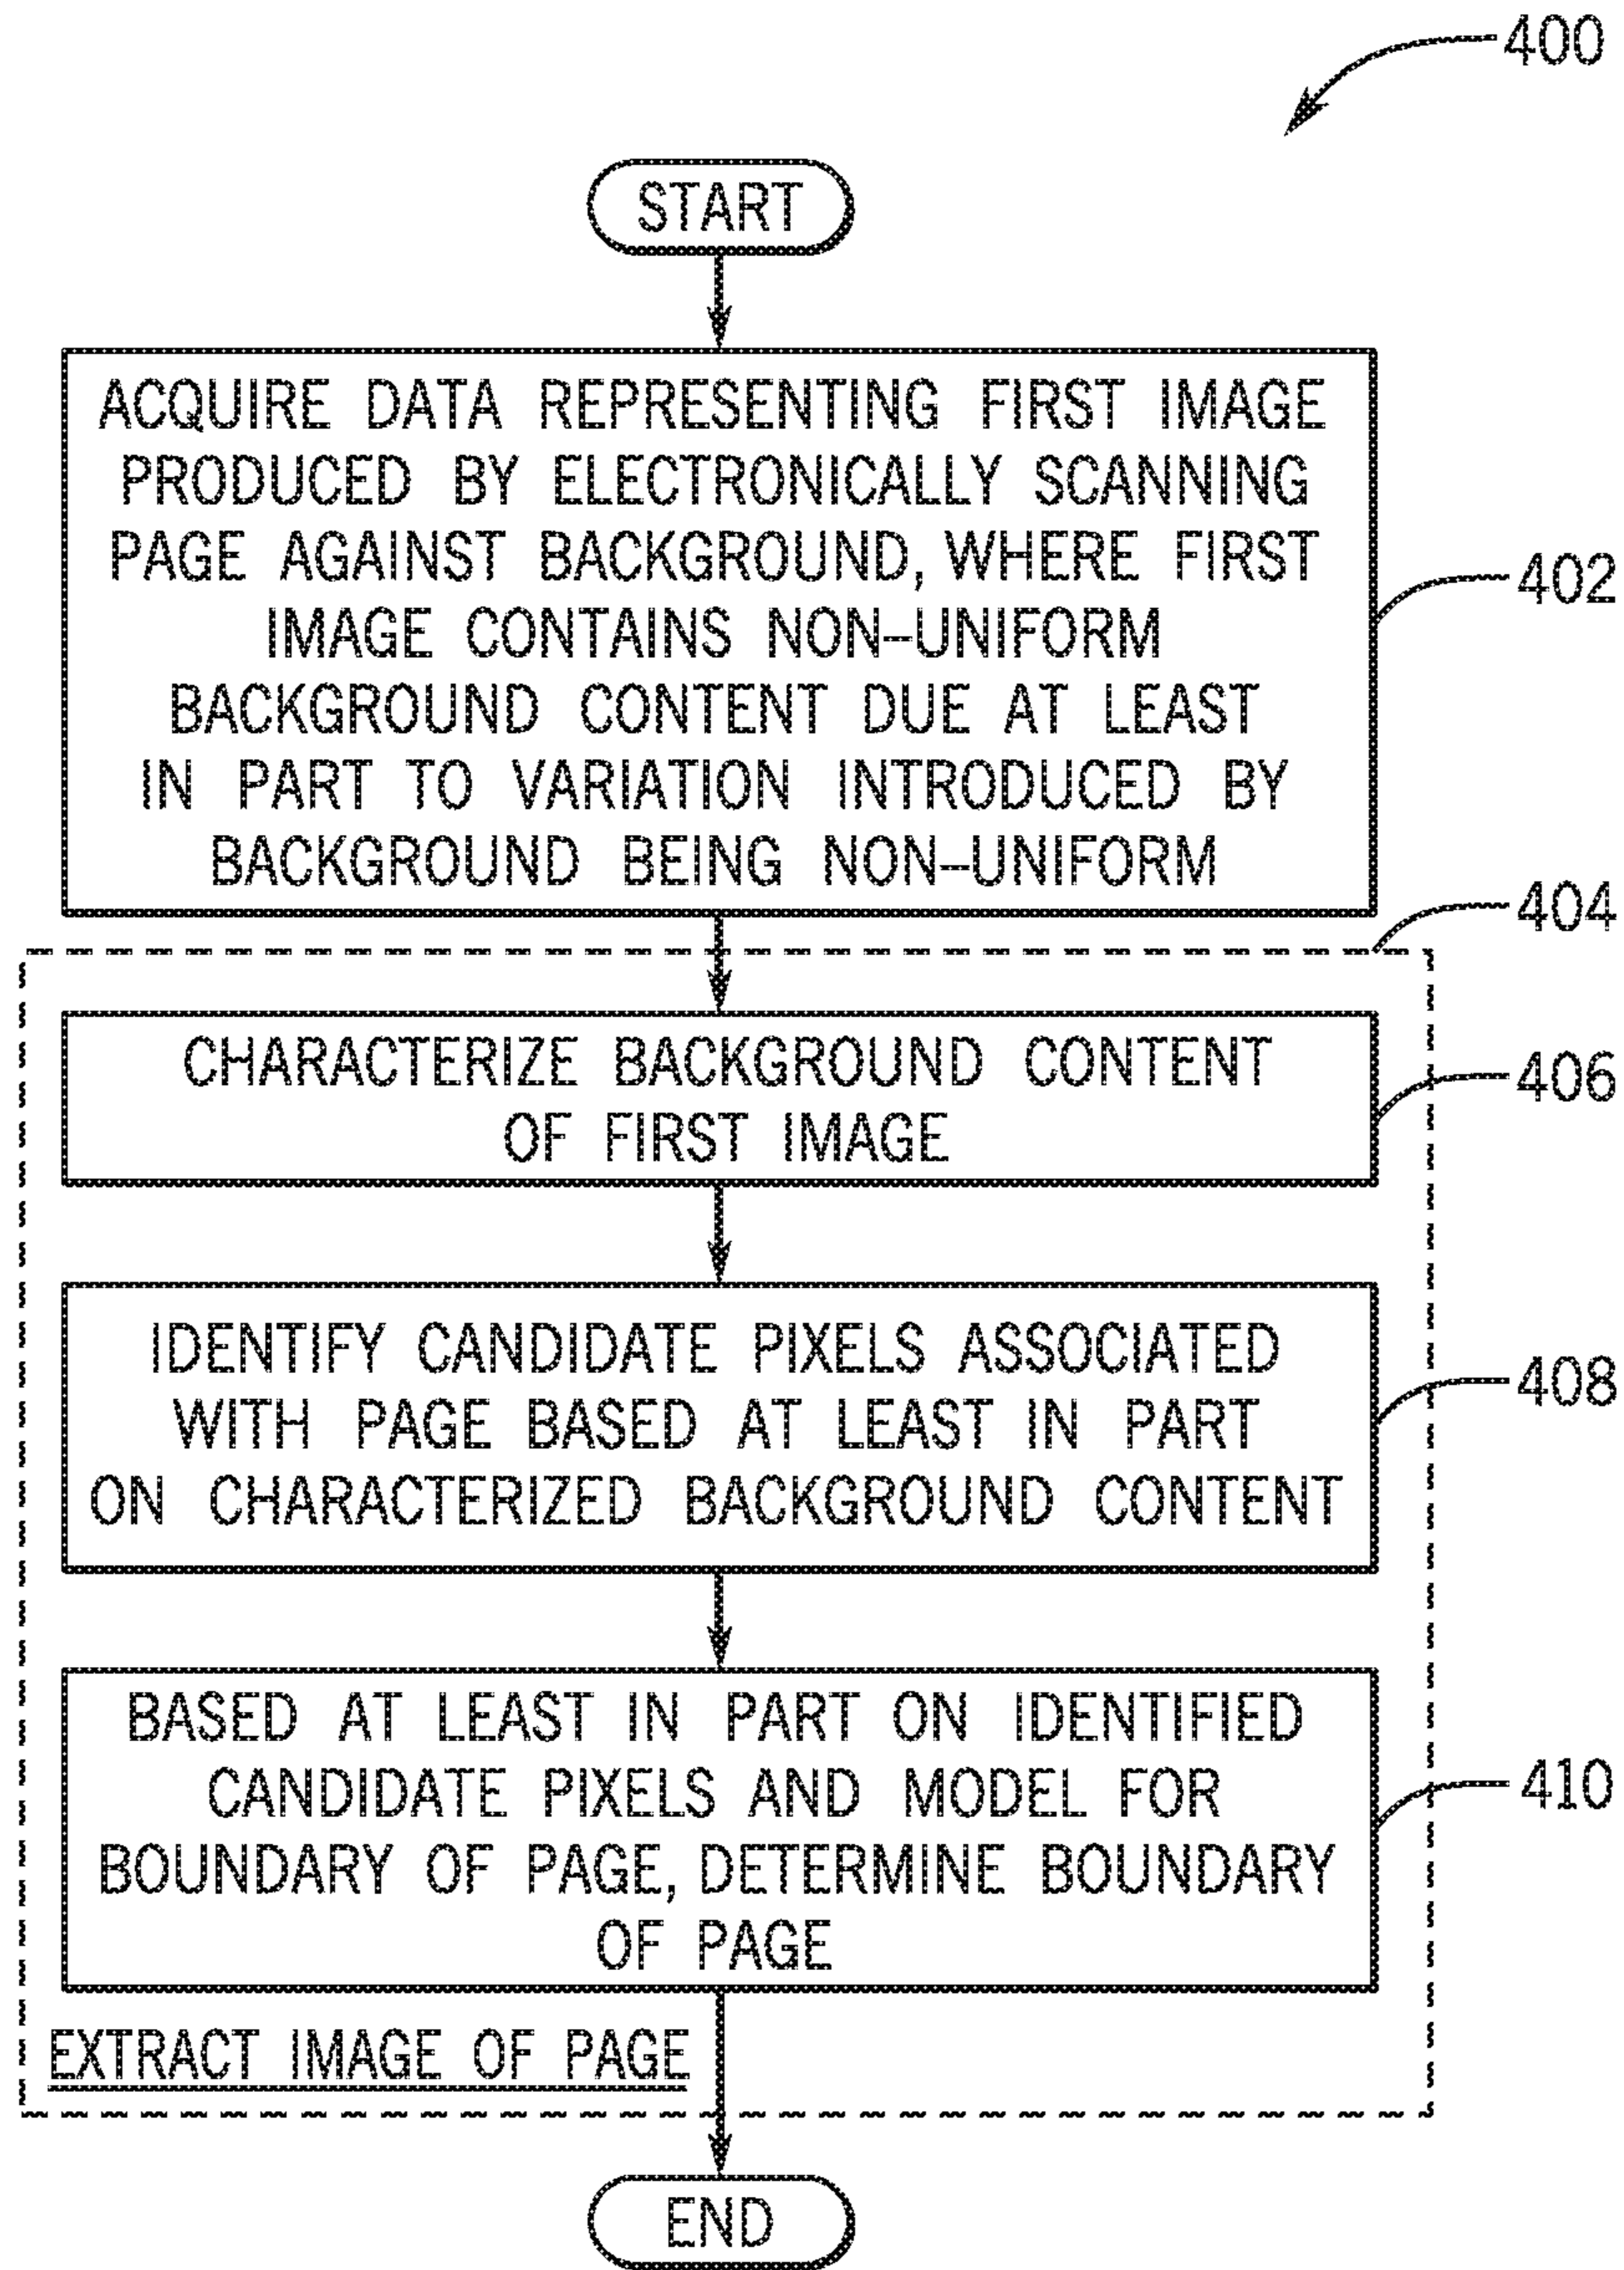 400
START
ACQUIRE DATA REPRESENTING FIRST IMAGE
PRODUCED BY ELECTRONICALLY SCANNING
PAGE AGAINST BACKGROUND, WHERE FIRST
IMAGE CONTAINS NON-UNIFORM
BACKGROUND CONTENT DUE AT LEAST
IN PART TO VARIATION INTRODUCED BY
BACKGROUND BEING NON-UNIFORM
402
404
CHARACTERIZE BACKGROUND CONTENT
OF FIRST IMAGE
406
IDENTIFY CANDIDATE PIXELS ASSOCIATED
WITH PAGE BASED AT LEAST IN PART
ON CHARACTERIZED BACKGROUND CONTENT
408
BASED AT LEAST IN PART ON IDENTIFIED
CANDIDATE PIXELS AND MODEL FOR
BOUNDARY OF PAGE, DETERMINE BOUNDARY
OF PAGE
410
EXTRACT IMAGE OF PAGE
END